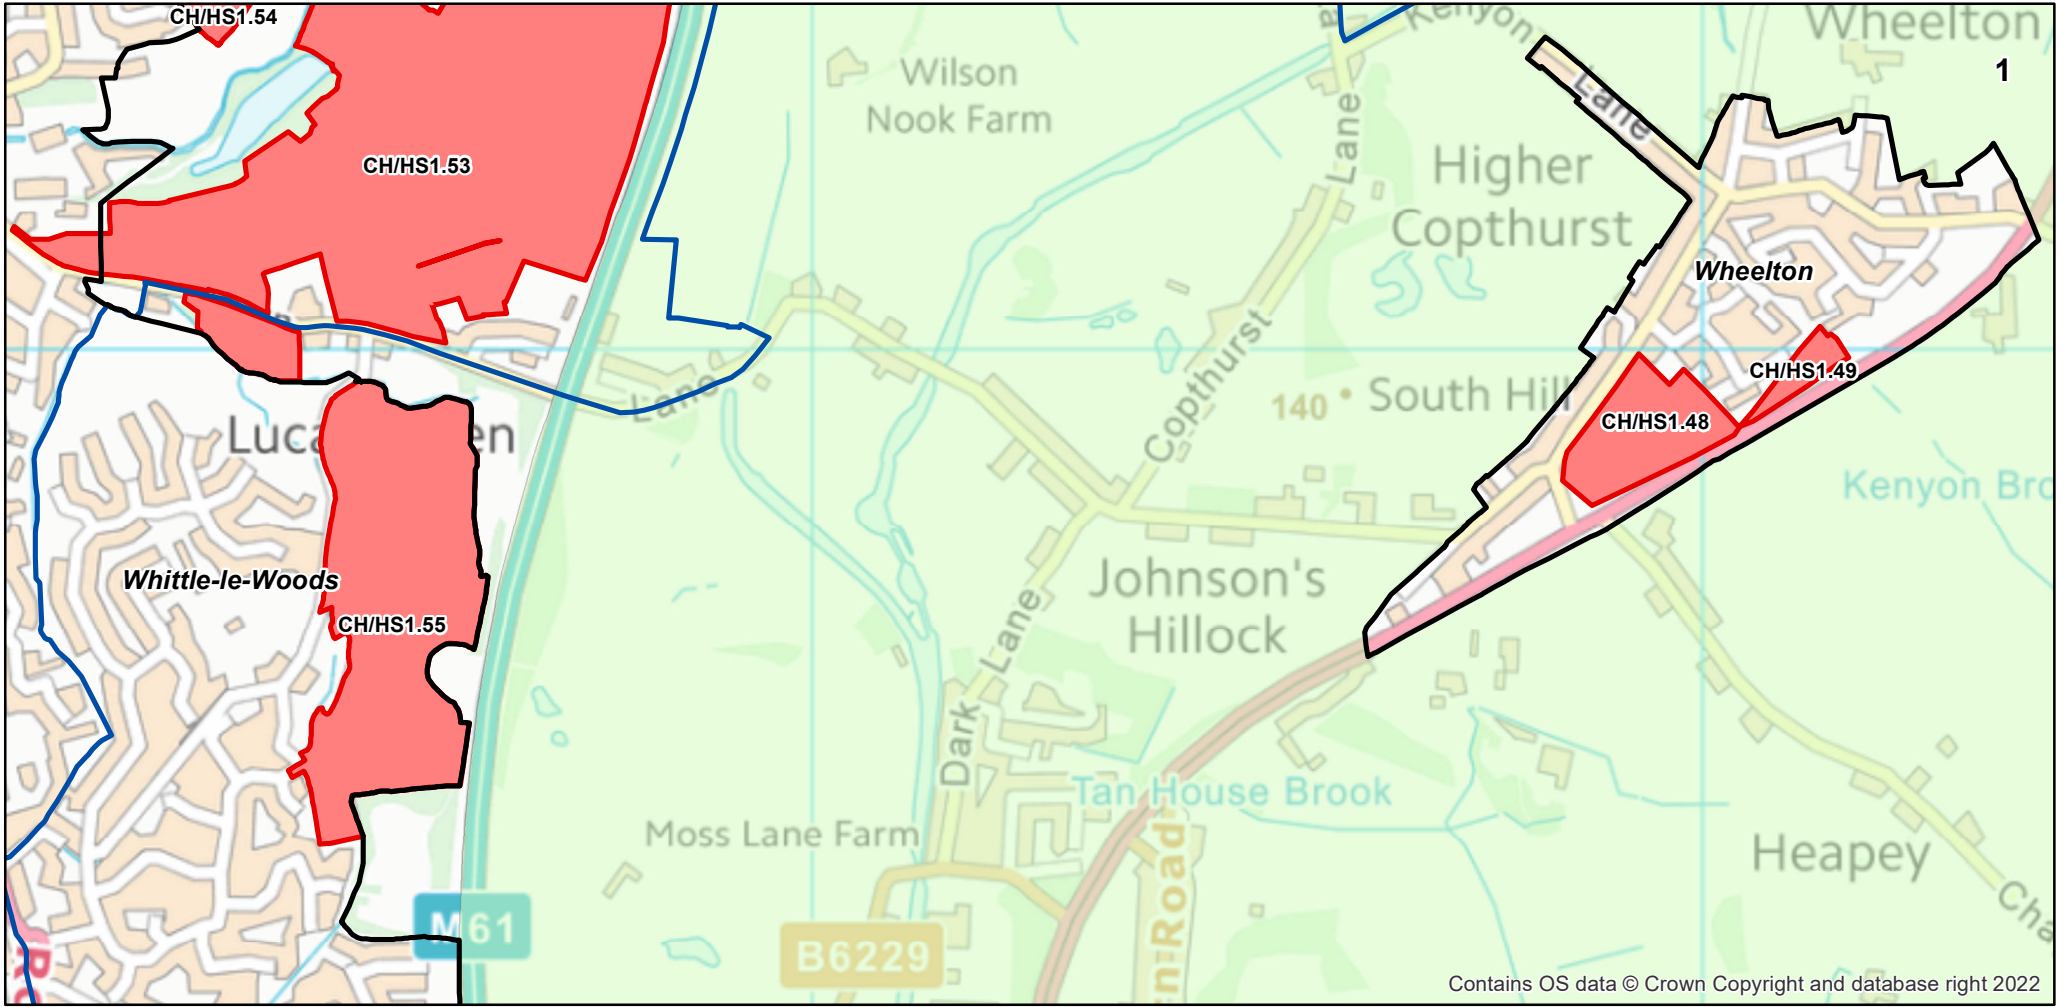 CH/HS1.54
Kenyon
Lane
Wheelton
1
Wilson
Nook Farm
Lane
CH/HS1.53
Higher
Copthurst
Wheelton
Copthurst
Lane
140
South Hill
CH/HS1.49
CH/HS1.48
Luca
en
Kenyon Bro
Whittle-le-Woods
CH/HS1.55
Johnson's
Hillock
Lane
Dark
Tan House Brook
Moss Lane Farm
Heapey
Cha
M61
B6229
n Road
Contains OS data © Crown Copyright and database right 2022